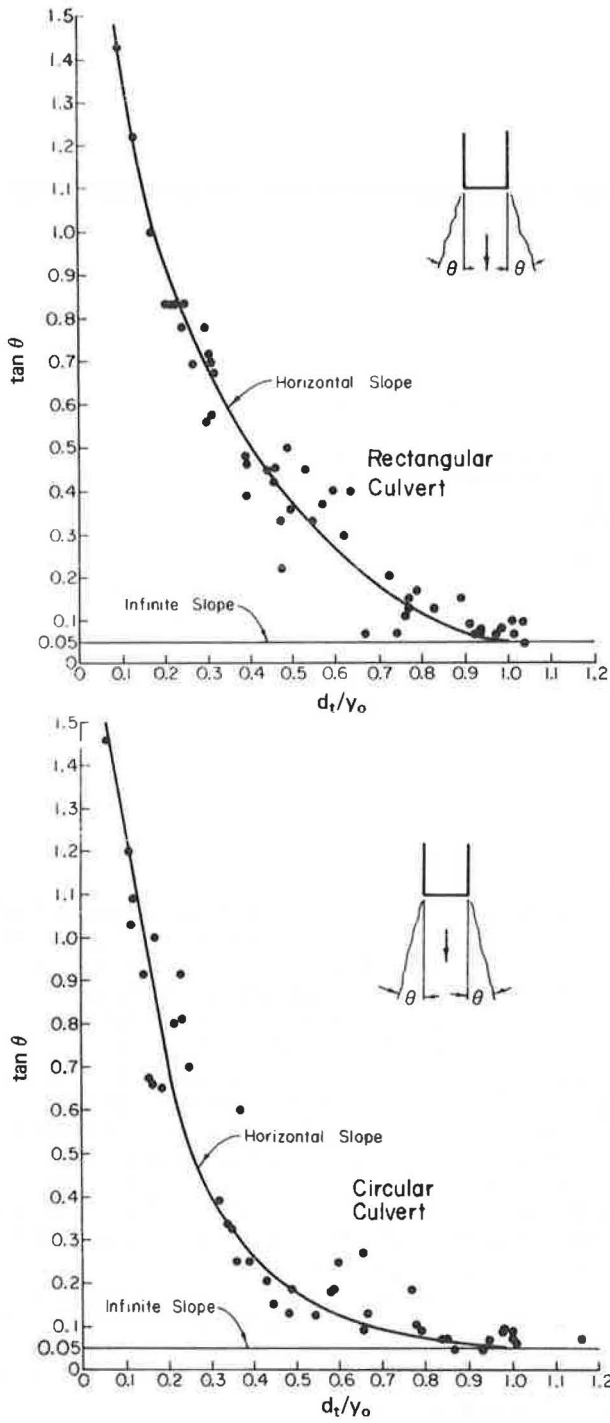 1.5
1.4
1.3
1.2
1.1
1.0
0.9
0.8
0.7
0.6
0.5
0.4
0.3
0.2
0.1
0.05
0
tan θ
θ θ
Horizontal Slope
Rectangular
Culvert
Infinite Slope
0.1 0.2 0.3 0.4 0.5 0.6 0.7 0.8 0.9 1.0 1.1 1.2
dt/yo
1.5
1.4
1.3
1.2
1.1
1.0
0.9
0.8
0.7
0.6
0.5
0.4
0.3
0.2
0.1
0.05
0
tan θ
θ θ
Horizontal Slope
Circular
Culvert
Infinite Slope
0 0.1 0.2 0.3 0.4 0.5 0.6 0.7 0.8 0.9 1.0 1.1 1.2
dt/yo